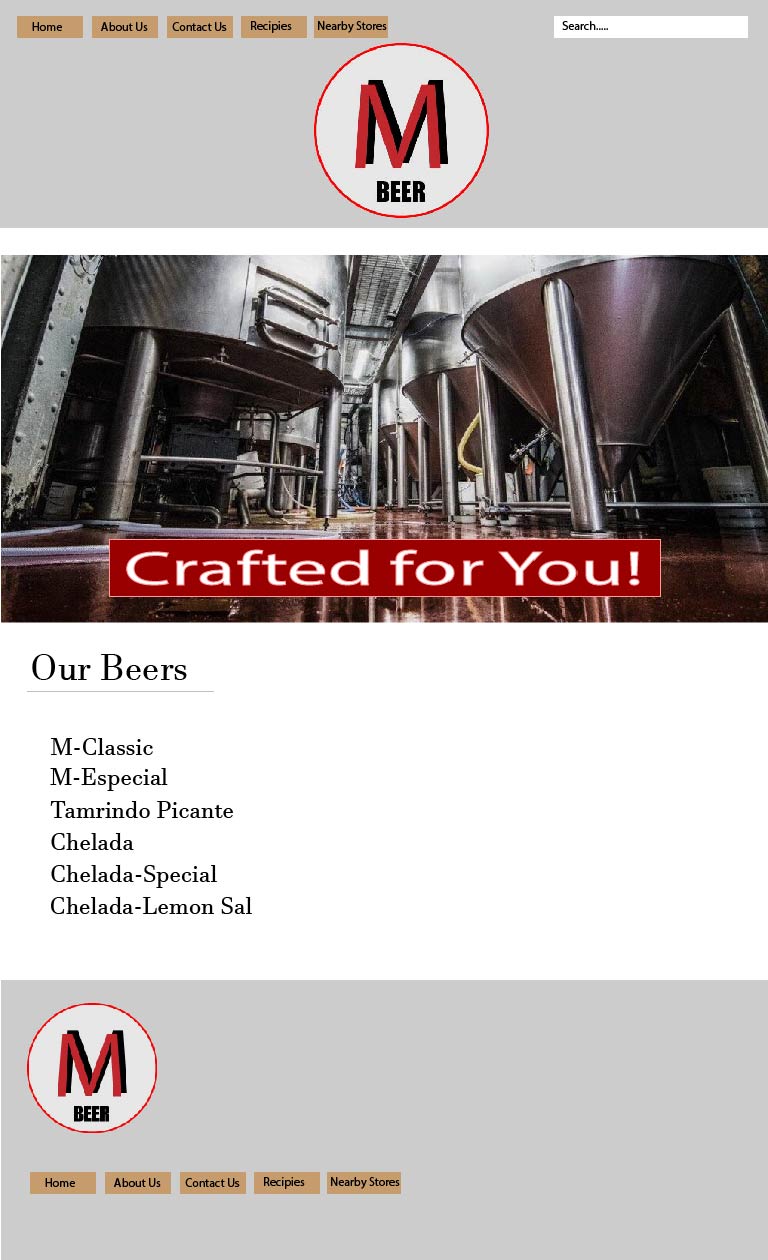 Home About Us Contact Us Recipies Nearby Stores Search.....
M
BEER
Crafted for You!
Our Beers
M-Classic
M-Especial
Tamrindo Picante
Chelada
Chelada-Special
Chelada-Lemon Sal
M
BEER
Home About Us Contact Us Recipies Nearby Stores